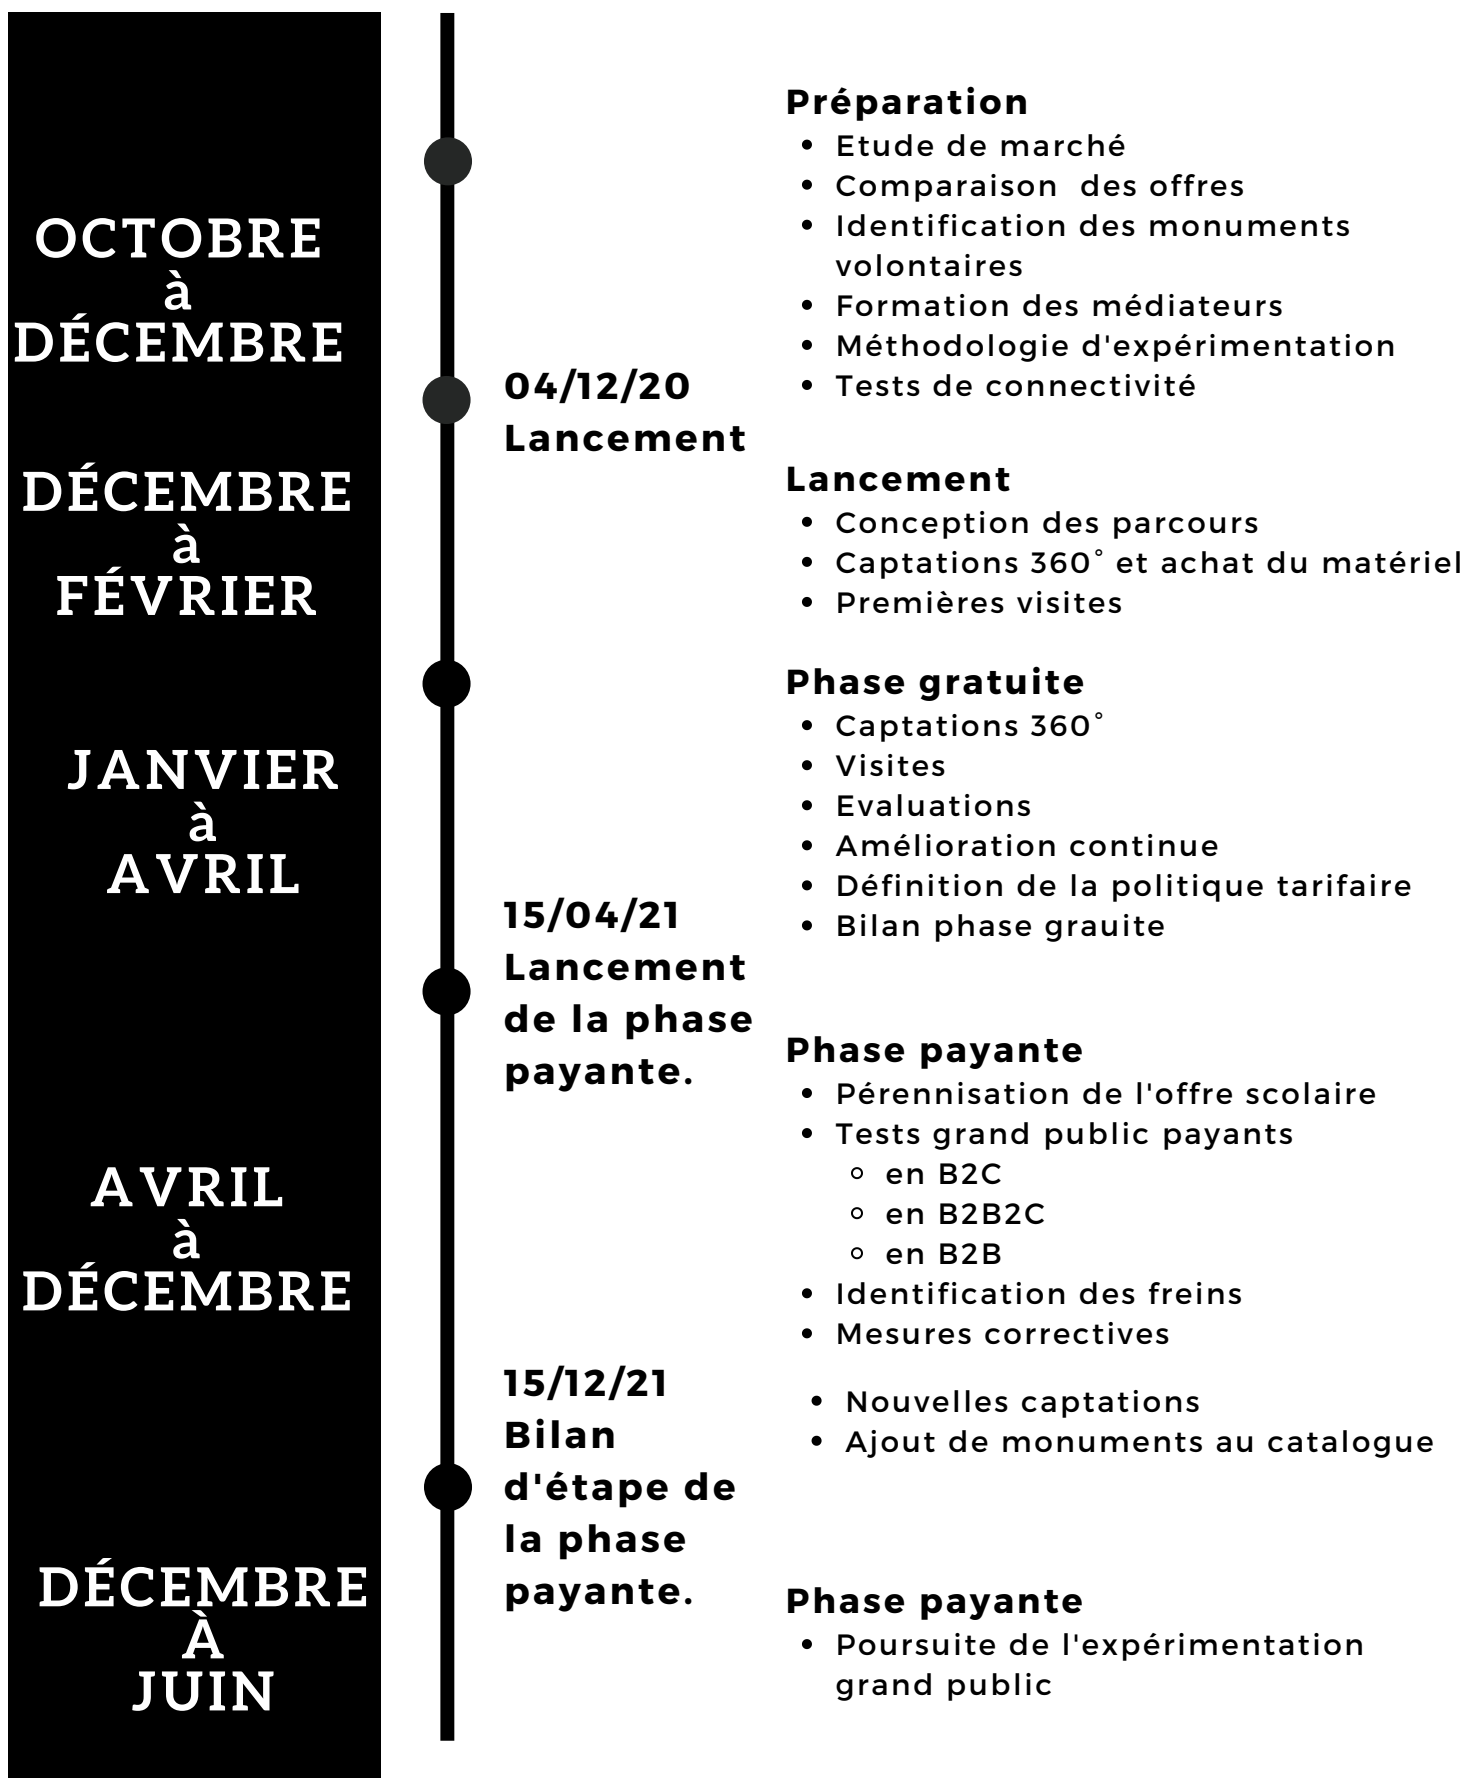 Préparation
• Etude de marché
• Comparaison des offres
• Identification des monuments
volontaires
• Formation des médiateurs
• Méthodologie d'expérimentation
• Tests de connectivité
OCTOBRE
à
DÉCEMBRE
04/12/20
Lancement
DÉCEMBRE
à
FÉVRIER
Lancement
• Conception des parcours
• Captations 360° et achat du matériel
• Premières visites
JANVIER
à
AVRIL
Phase gratuite
• Captations 360°
• Visites
• Evaluations
• Amélioration continue
• Définition de la politique tarifaire
• Bilan phase grauite
15/04/21
Lancement
de la phase
payante.
AVRIL
à
DÉCEMBRE
Phase payante
• Pérennisation de l'offre scolaire
• Tests grand public payants
◦ en B2C
◦ en B2B2C
◦ en B2B
• Identification des freins
• Mesures correctives
• Nouvelles captations
• Ajout de monuments au catalogue
15/12/21
Bilan
d'étape de
la phase
payante.
DÉCEMBRE
À
JUIN
Phase payante
• Poursuite de l'expérimentation
grand public